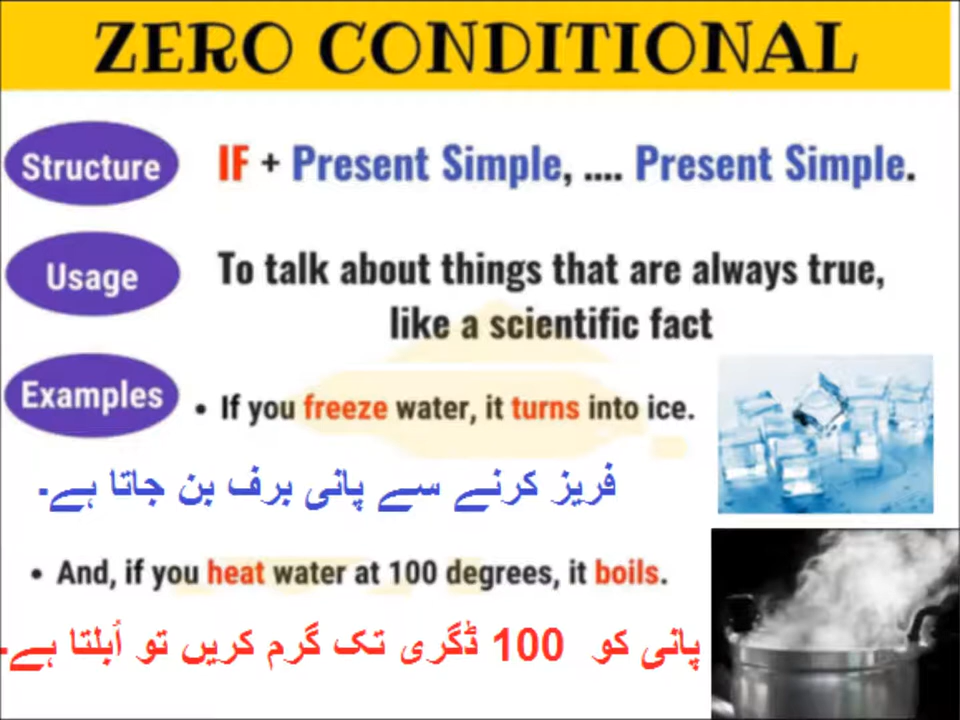 ZERO CONDITIONAL
Structure
IF + Present Simple, .... Present Simple.
Usage
To talk about things that are always true,
like a scientific fact
Examples
• If you freeze water, it turns into ice.
فریز کرنے سے پانی برف بن جاتا ہے۔
• And, if you heat water at 100 degrees, it boils.
پانی کو 100 ڈگری تک گرم کریں تو اُبلتا ہے۔